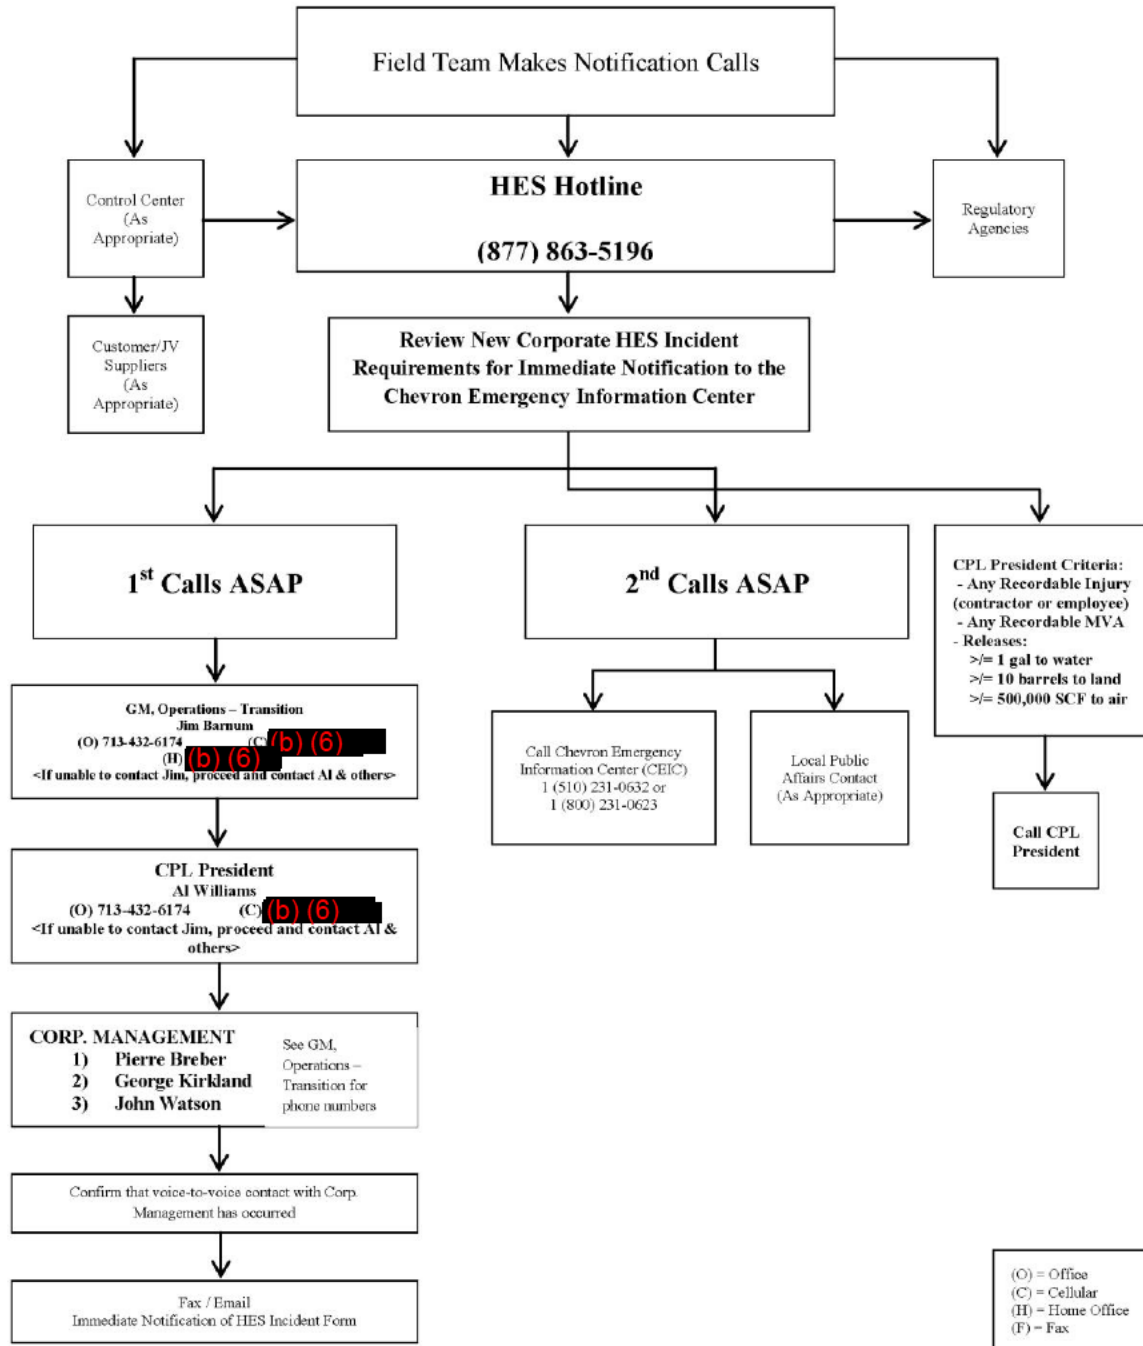 Field Team Makes Notification Calls
Control Center
(As
Appropriate)
HES Hotline
(877) 863-5196
Regulatory
Agencies
Customer/JV
Suppliers
(As
Appropriate)
Review New Corporate HES Incident
Requirements for Immediate Notification to the
Chevron Emergency Information Center
1st Calls ASAP
2nd Calls ASAP
CPL President Criteria:
- Any Recordable Injury
(contractor or employee)
- Any Recordable MVA
- Releases:
>/= 1 gal to water
>/= 10 barrels to land
>/= 500,000 SCF to air
GM, Operations – Transition
Jim Barnum
(O) 713-432-6174 (C) (b) (6)
(H) (b) (6)
<If unable to contact Jim, proceed and contact Al & others>
Call Chevron Emergency
Information Center (CEIC)
1 (510) 231-0632 or
1 (800) 231-0623
Local Public
Affairs Contact
(As Appropriate)
Call CPL
President
CPL President
Al Williams
(O) 713-432-6174 (C) (b) (6)
<If unable to contact Jim, proceed and contact Al &
others>
CORP. MANAGEMENT
1) Pierre Breber
2) George Kirkland
3) John Watson
See GM,
Operations –
Transition for
phone numbers
Confirm that voice-to-voice contact with Corp.
Management has occurred
Fax / Email
Immediate Notification of HES Incident Form
(O) = Office
(C) = Cellular
(H) = Home Office
(F) = Fax